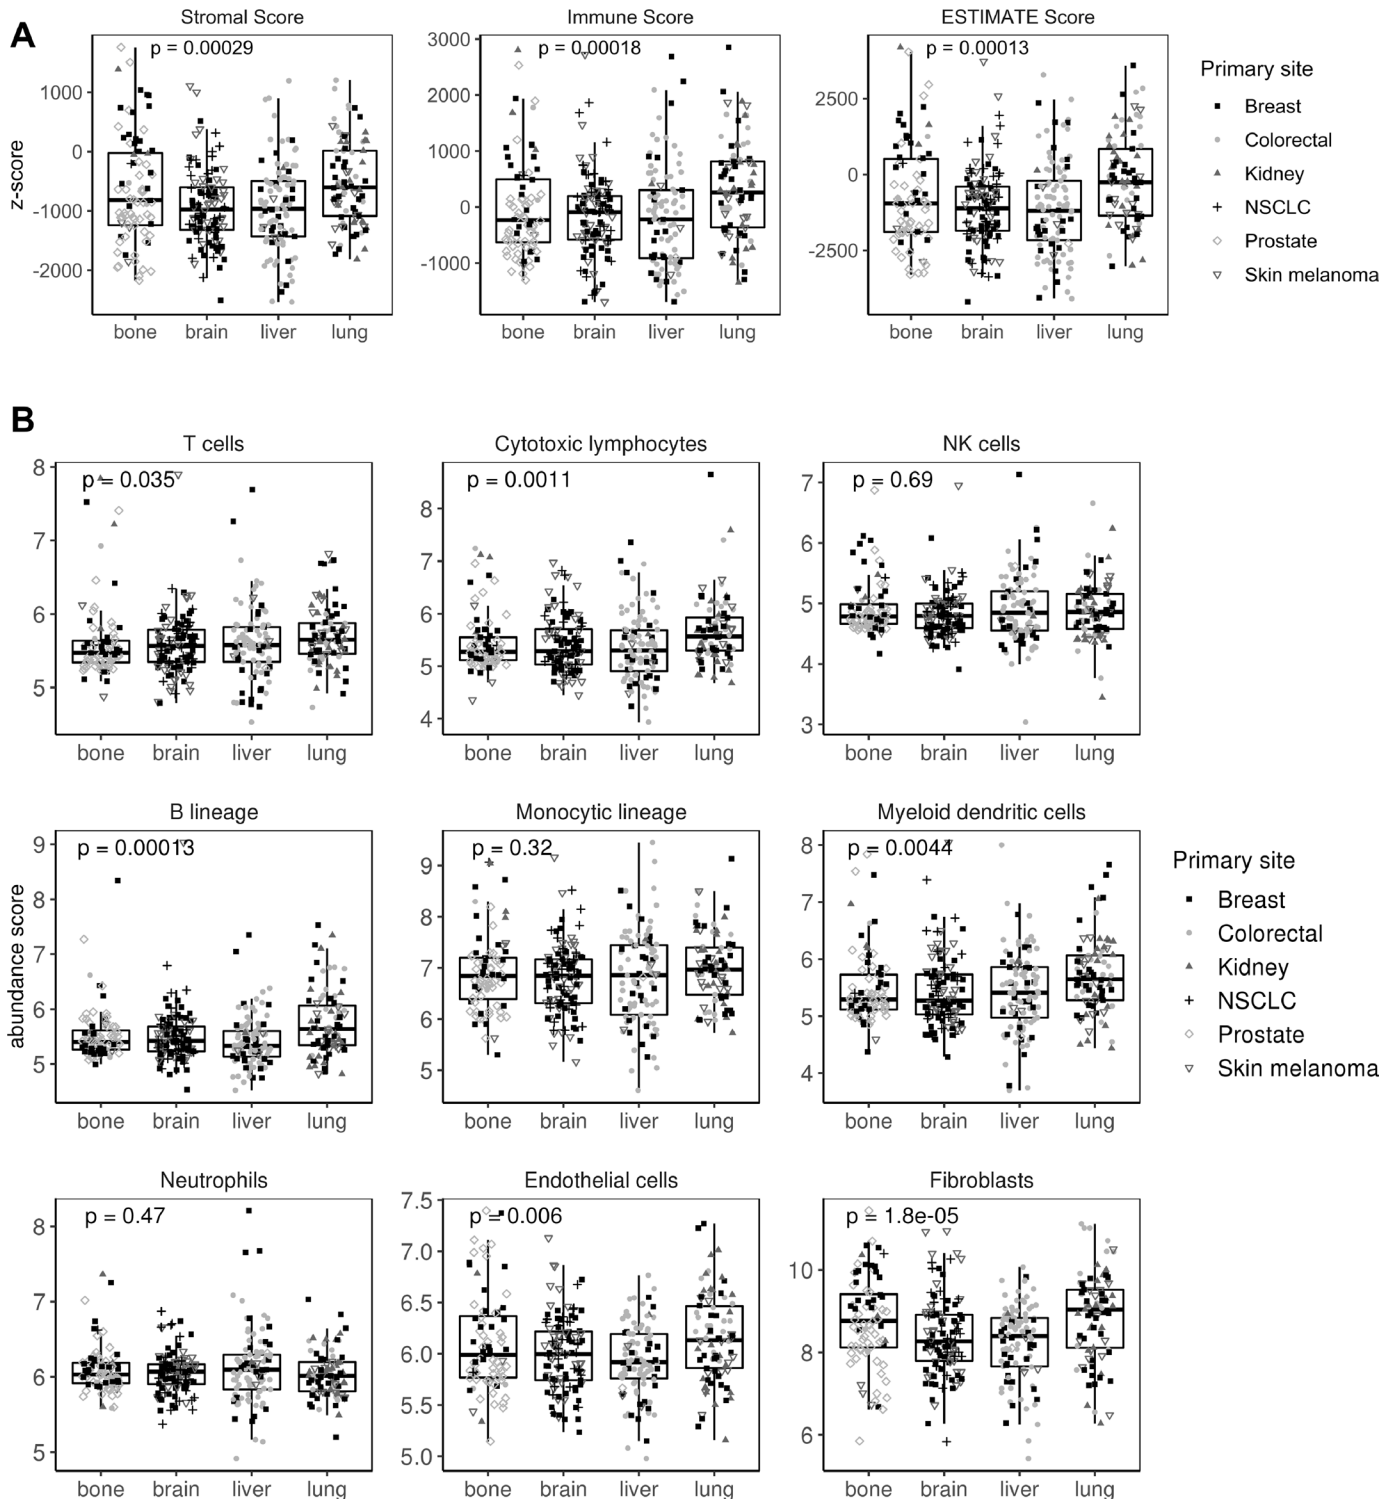 A
Stromal Score
Immune Score
ESTIMATE Score
p = 0.00029
p = 0.00018
p = 0.00013
z-score
1000
0
-1000
-2000
3000
2000
1000
0
-1000
2500
0
-2500
bone brain liver lung
bone brain liver lung
bone brain liver lung
Primary site
Breast
Colorectal
Kidney
NSCLC
Prostate
Skin melanoma
B
T cells
Cytotoxic lymphocytes
NK cells
p = 0.035
p = 0.0011
p = 0.69
8
7
6
5
8
7
6
5
4
7
6
5
4
3
bone brain liver lung
bone brain liver lung
bone brain liver lung
abundance score
B lineage
Monocytic lineage
Myeloid dendritic cells
p = 0.00013
p = 0.32
p = 0.0044
9
8
7
6
5
9
8
7
6
5
8
7
6
5
4
bone brain liver lung
bone brain liver lung
bone brain liver lung
Primary site
Breast
Colorectal
Kidney
NSCLC
Prostate
Skin melanoma
Neutrophils
Endothelial cells
Fibroblasts
p = 0.47
p = 0.006
p = 1.8e-05
8
7
6
5
7.5
7.0
6.5
6.0
5.5
5.0
10
8
6
bone brain liver lung
bone brain liver lung
bone brain liver lung